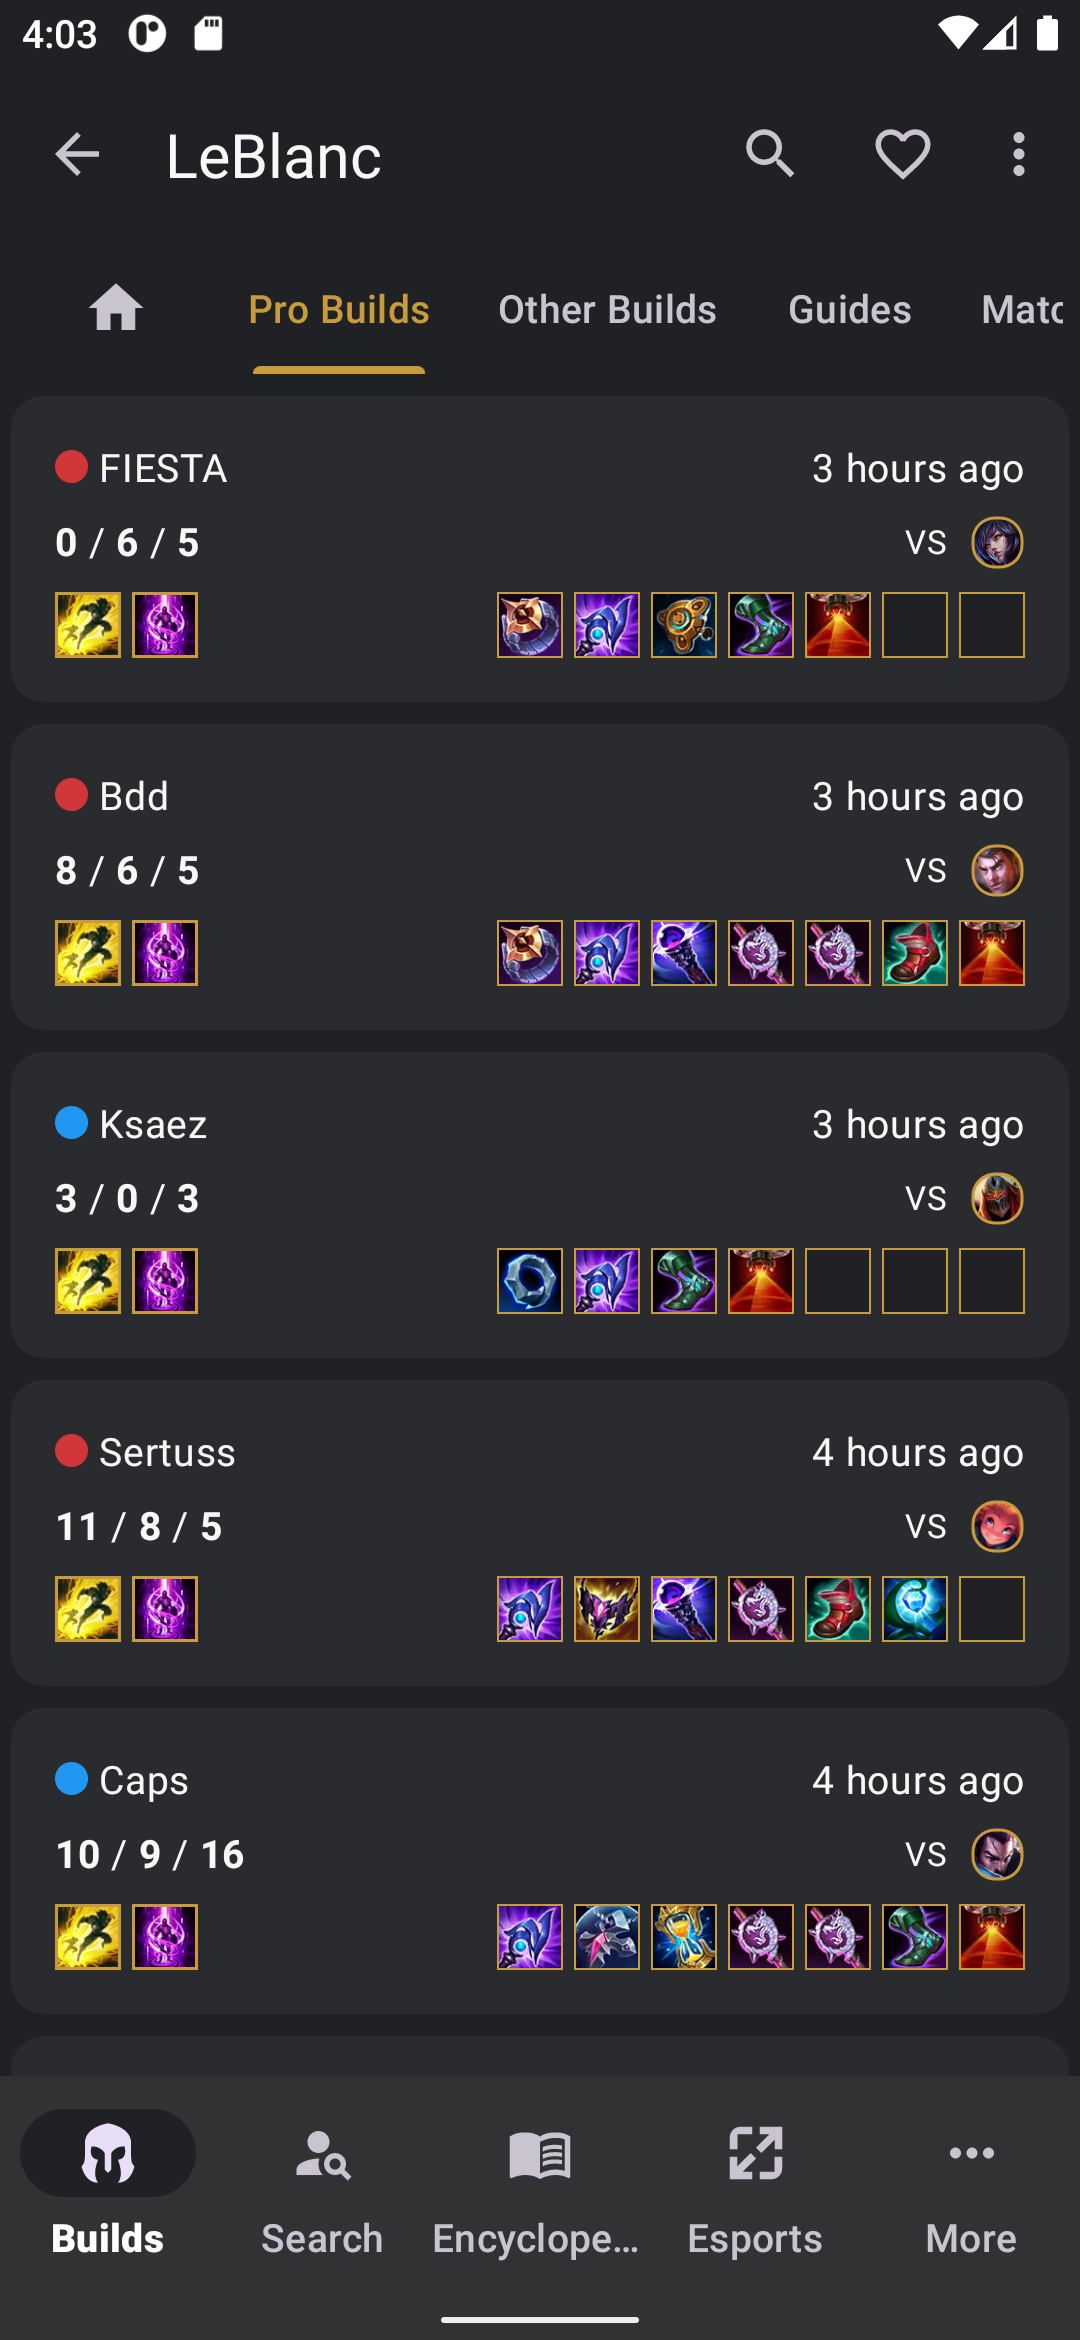 4:03
LeBlanc
Pro Builds Other Builds Guides Matc
FIESTA 3 hours ago
0 / 6 / 5 VS
Bdd 3 hours ago
8 / 6 / 5 VS
Ksaez 3 hours ago
3 / 0 / 3 VS
Sertuss 4 hours ago
11 / 8 / 5 VS
Caps 4 hours ago
10 / 9 / 16 VS
Builds Search Encyclope... Esports More